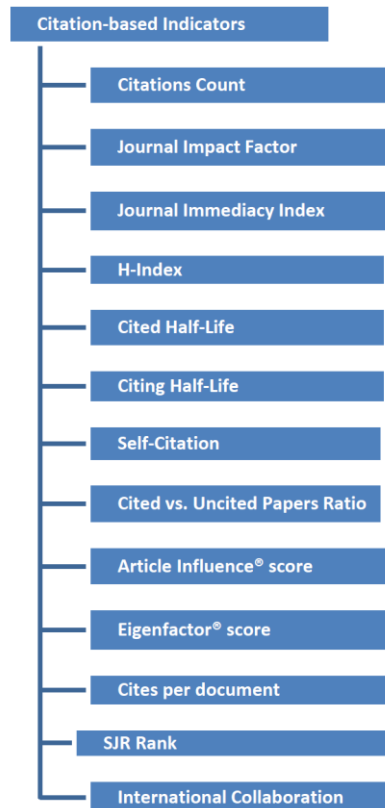 Citation-based Indicators
Citations Count
Journal Impact Factor
Journal Immediacy Index
H-Index
Cited Half-Life
Citing Half-Life
Self-Citation
Cited vs. Uncited Papers Ratio
Article Influence® score
Eigenfactor® score
Cites per document
SJR Rank
International Collaboration